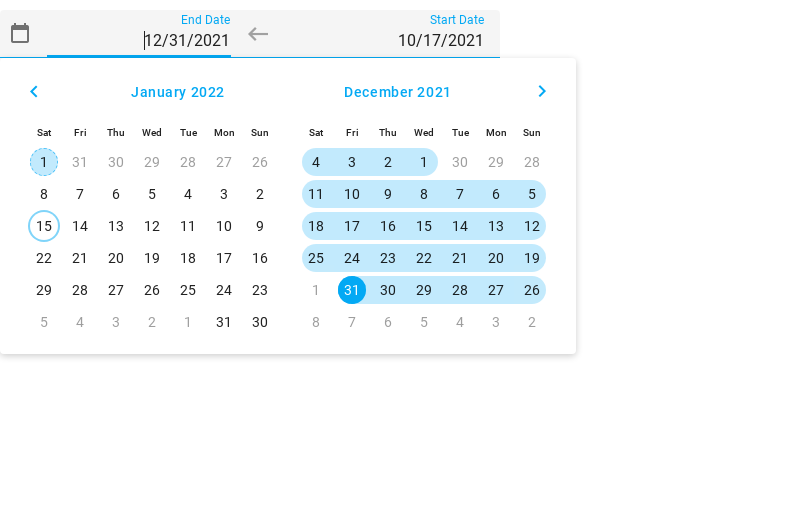 End Date Start Date
12/31/2021 10/17/2021
January 2022 December 2021
Sat Fri Thu Wed Tue Mon Sun Sat Fri Thu Wed Tue Mon Sun
1 31 30 29 28 27 26 4 3 2 1 30 29 28
8 7 6 5 4 3 2 11 10 9 8 7 6 5
15 14 13 12 11 10 9 18 17 16 15 14 13 12
22 21 20 19 18 17 16 25 24 23 22 21 20 19
29 28 27 26 25 24 23 1 31 30 29 28 27 26
5 4 3 2 1 31 30 8 7 6 5 4 3 2